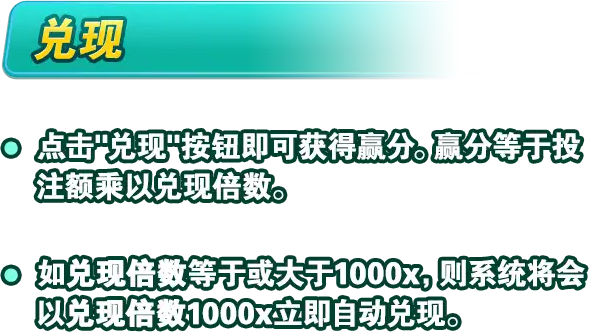 兑现
点击"兑现"按钮即可获得赢分。赢分等于投
注额乘以兑现倍数。
如兑现倍数等于或大于1000x, 则系统将会
以兑现倍数1000x立即自动兑现。